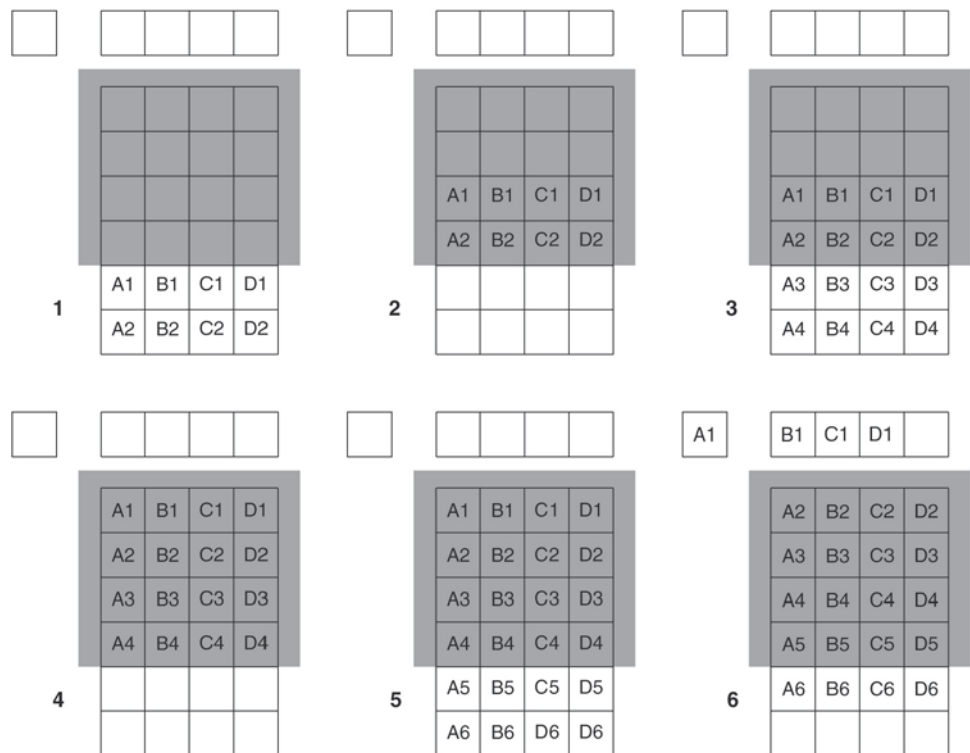 A1 B1 C1 D1
1
A2 B2 C2 D2
A1 B1 C1 D1
A2 B2 C2 D2
2
A1 B1 C1 D1
A2 B2 C2 D2
A3 B3 C3 D3
3
A4 B4 C4 D4
A1 B1 C1 D1
A2 B2 C2 D2
A3 B3 C3 D3
A4 B4 C4 D4
4
A1 B1 C1 D1
A2 B2 C2 D2
A3 B3 C3 D3
A4 B4 C4 D4
A5 B5 C5 D5
5
A6 B6 D6 D6
A1 B1 C1 D1
A2 B2 C2 D2
A3 B3 C3 D3
A4 B4 C4 D4
A5 B5 C5 D5
A6 B6 C6 D6
6